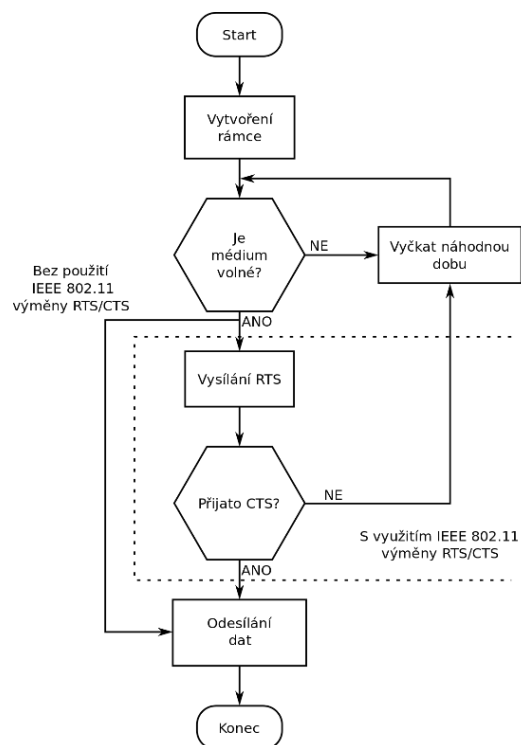 Start
Vytvoření
rámce
Je
médium
volné?
NE
Vyčkat náhodnou
dobu
Bez použití
IEEE 802.11
výměny RTS/CTS
ANO
Vysílání RTS
Přijato CTS?
NE
S využitím IEEE 802.11
výměny RTS/CTS
ANO
Odesílání
dat
Konec